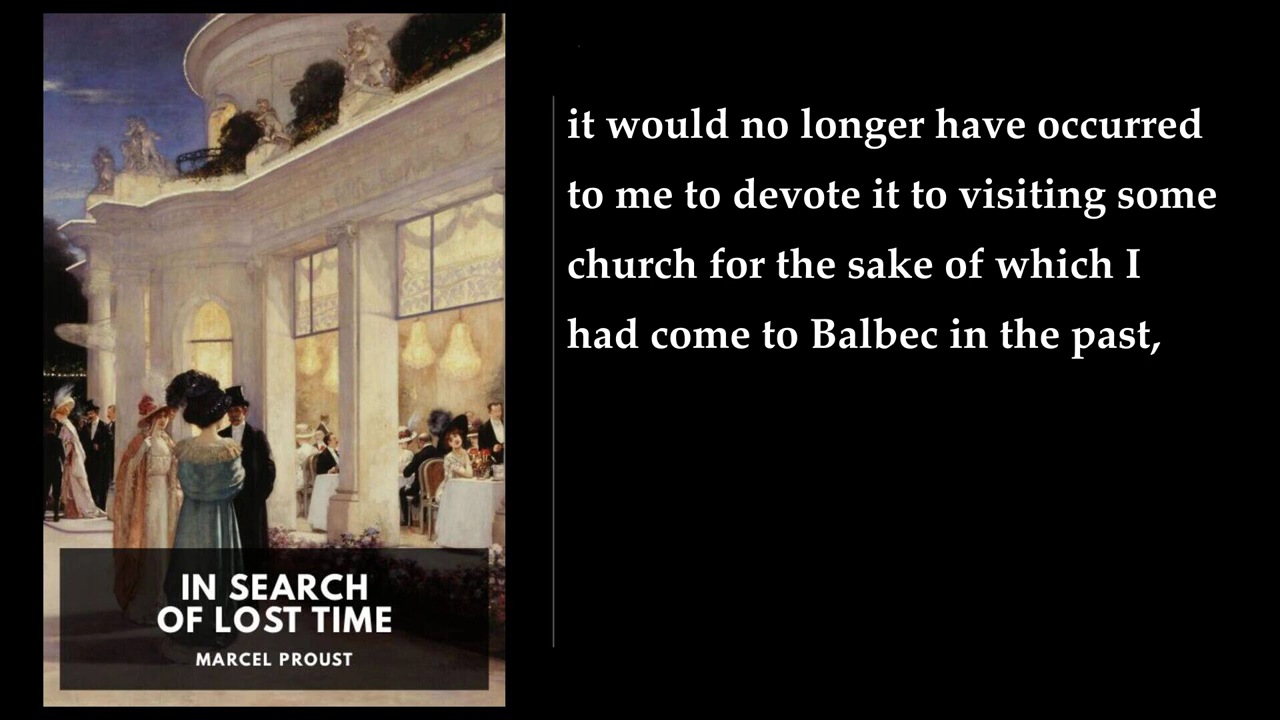 it would no longer have occurred
to me to devote it to visiting some
church for the sake of which I
had come to Balbec in the past,
IN SEARCH
OF LOST TIME
MARCEL PROUST